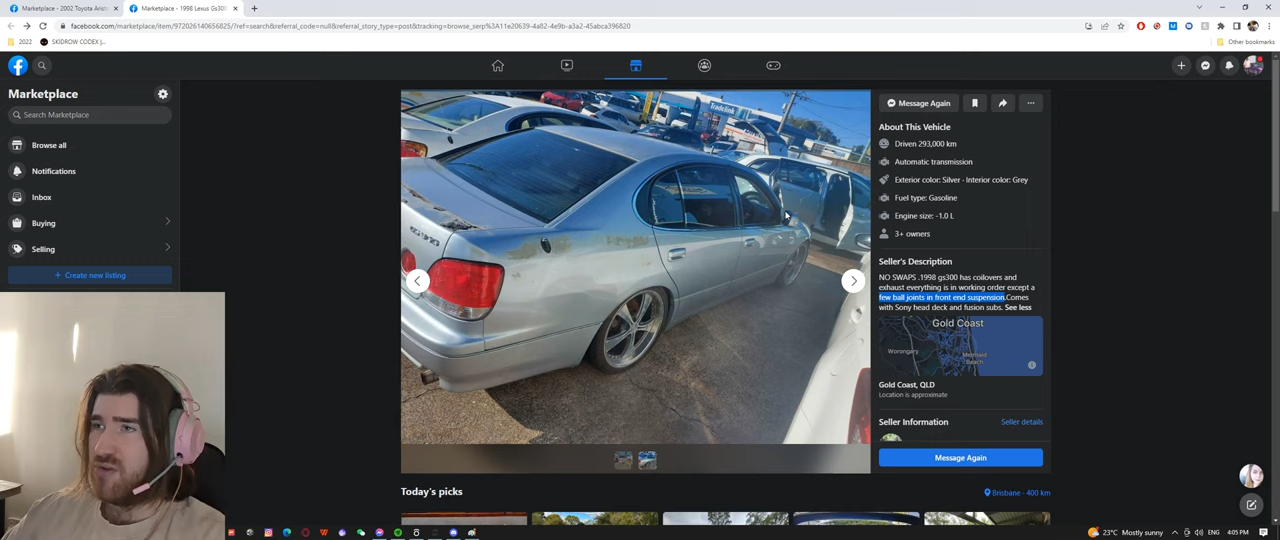 Marketplace - 2002 Toyota Aristo
Marketplace - 1998 Lexus Gs300
facebook.com/marketplace/item/972026140656825/?ref=search&referral_code=null&referral_story_type=post&tracking=browse_serp%3A11e20639-4a82-4e9b-a3a2-45abc1396820
2022
SKIDROW CODEX |...
Other bookmarks
Marketplace
Search Marketplace
Browse all
Notifications
Inbox
Buying
Selling
+ Create new listing
Tradelink
Message Again
About This Vehicle
Driven 293,000 km
Automatic transmission
Exterior color: Silver · Interior color: Grey
Fuel type: Gasoline
Engine size: -1.0 L
3+ owners
Seller's Description
NO SWAPS .1998 gs300 has coilovers and
exhaust everything is in working order except a
few ball joints in front end suspension.Comes
with Sony head deck and fusion subs. See less
Gold Coast
Worongary
Mermaid
Beach
Gold Coast, QLD
Location is approximate
Seller Information
Seller details
Message Again
Today's picks
Brisbane · 400 km
23°C Mostly sunny
ENG
4:05 PM